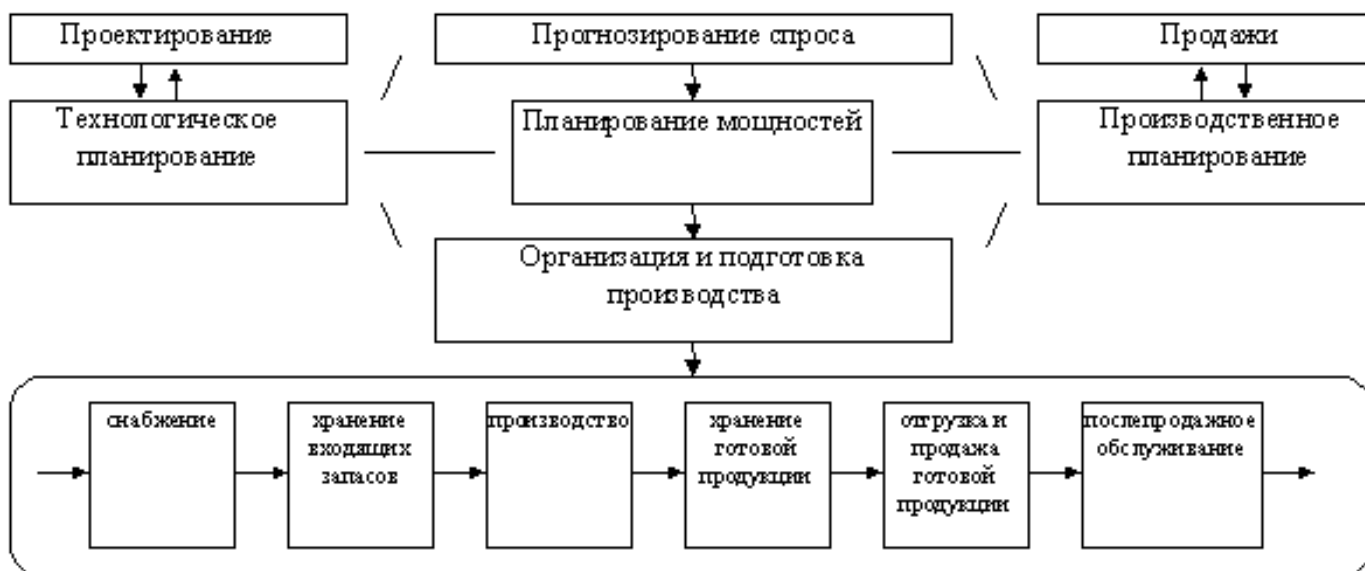 Проектирование
Прогнозирование спроса
Продажи
Технологическое
планирование
Планирование мощностей
Производственное
планирование
Организация и подготовка
производства
снабжение
хранение
входящих
запасов
производство
хранение
готовой
продукции
отгрузка и
продажа
готовой
продукции
послепродажное
обслуживание